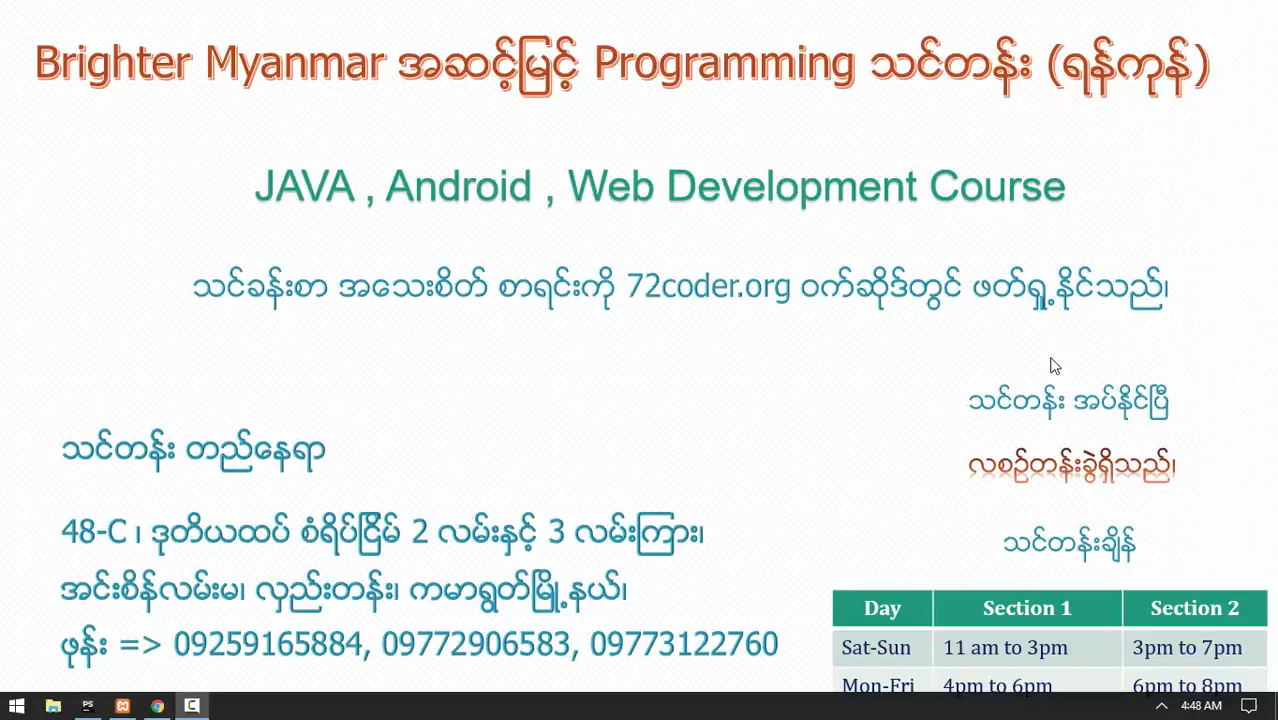 Brighter Myanmar အဆင့်မြင့် Programming သင်တန်း (ရန်ကုန်)
JAVA , Android , Web Development Course
သင်ခန်းစာ အသေးစိတ် စာရင်းကို 72coder.org ဝက်ဆိုဒ်တွင် ဖတ်ရှု့နိုင်သည်၊
သင်တန်း အပ်နိုင်ပြီ
လစဉ်တန်းခွဲရှိသည်၊
သင်တန်း တည်နေရာ
48-C ၊ ဒုတိယထပ် စံရိပ်ငြိမ် 2 လမ်းနှင့် 3 လမ်းကြား၊
အင်းစိန်လမ်းမ၊ လှည်းတန်း၊ ကမာရွတ်မြို့နယ်၊
ဖုန်း => 09259165884, 09772906583, 09773122760
သင်တန်းချိန်
Day Section 1 Section 2
Sat-Sun 11 am to 3pm 3pm to 7pm
Mon-Fri 4pm to 6pm 6pm to 8pm
4:48 AM